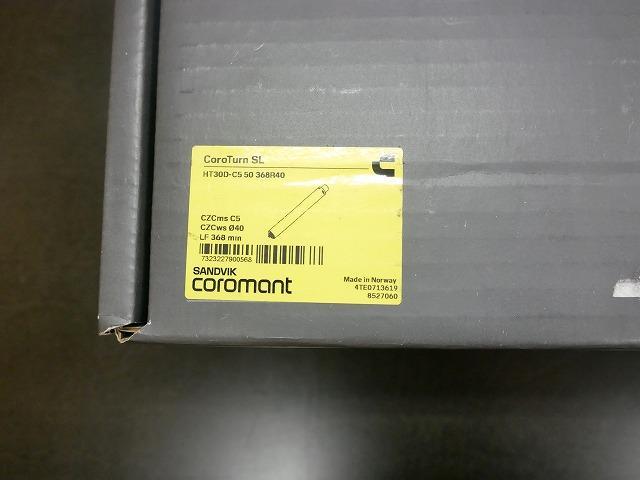 CoroTurn SL
HT30D-C5 50 368R40
CZCms C5
CZCws Ø40
LF 368 mm
7323227900568
SANDVIK
coromant
Made in Norway
4TE0713619
8527060